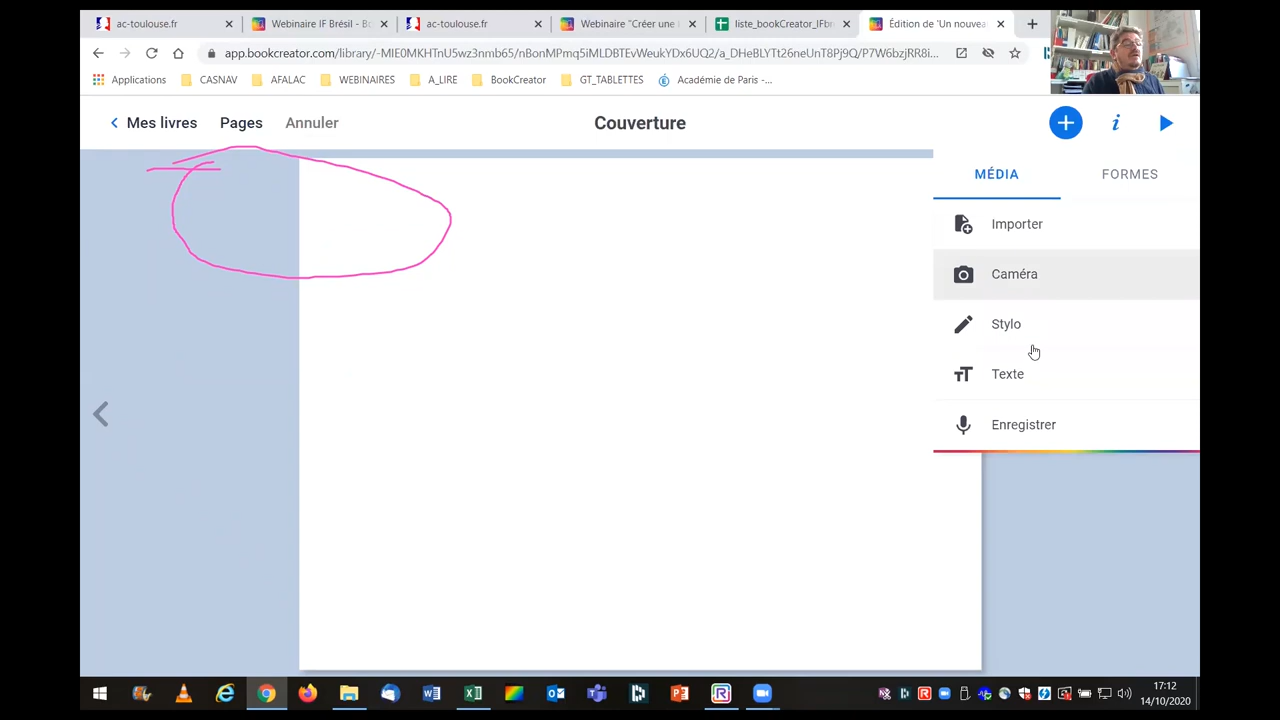 ac-toulouse.fr
Webinaire IF Brésil - Bo
ac-toulouse.fr
Webinaire "Créer une
liste_bookCreator_IFbr
Édition de 'Un nouvea
app.bookcreator.com/library/-MIE0MKHTnU5wz3nmb65/nBonMPmq5iMLDBTEvWeukYDx6UQ2/a_DHeBLYTt26neUnT8Pj9Q/P7W6bzjRR8i...
Applications
CASNAV
AFALAC
WEBINAIRES
A_LIRE
BookCreator
GT_TABLETTES
Académie de Paris -...
Mes livres
Pages
Annuler
Couverture
MÉDIA
FORMES
Importer
Caméra
Stylo
Texte
Enregistrer
17:12
14/10/2020